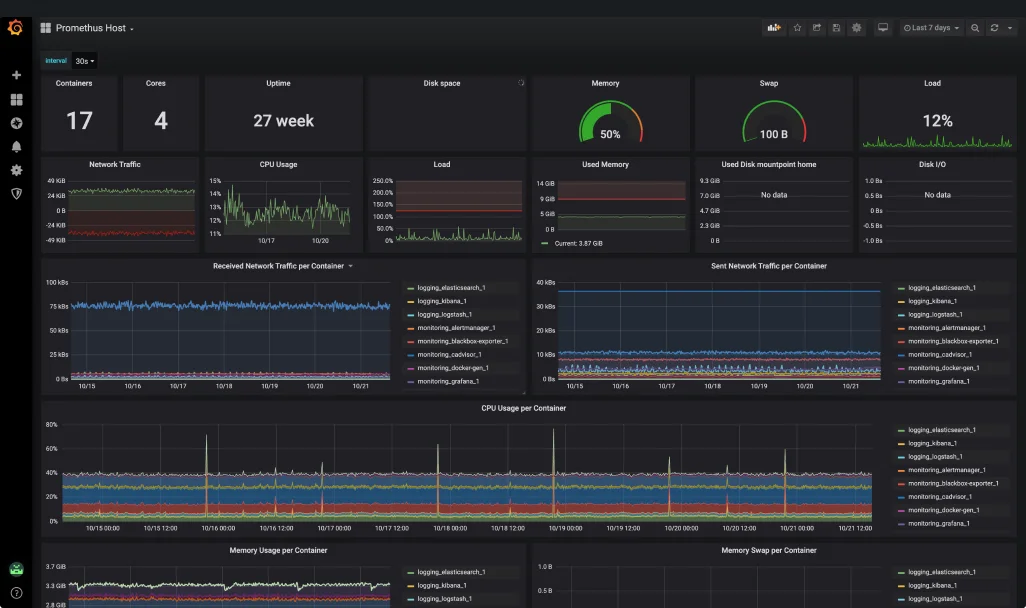 Promethus Host
Last 7 days
interval
30s
Containers
Cores
Uptime
Disk space
Memory
Swap
Load
17
4
27 week
50%
100 B
12%
Network Traffic
CPU Usage
Load
Used Memory
Used Disk mountpoint home
Disk I/O
49 KiB
24 KiB
0 B
-24 KiB
-49 KiB
15%
14%
13%
12%
11%
10/17
10/20
250.0%
200.0%
150.0%
100.0%
50.0%
0%
14 GiB
9 GiB
5 GiB
0 B
Current: 3.87 GiB
9.3 GiB
7.0 GiB
4.7 GiB
2.3 GiB
0 B
No data
1.0 Bs
0.5 Bs
0 Bs
-0.5 Bs
-1.0 Bs
No data
Received Network Traffic per Container
100 kBs
75 kBs
50 kBs
25 kBs
0 Bs
10/15
10/16
10/17
10/18
10/19
10/20
10/21
logging_elasticsearch_1
logging_kibana_1
logging_logstash_1
monitoring_alertmanager_1
monitoring_blackbox-exporter_1
monitoring_cadvisor_1
monitoring_docker-gen_1
monitoring_grafana_1
Sent Network Traffic per Container
40 kBs
30 kBs
20 kBs
10 kBs
0 Bs
10/15
10/16
10/17
10/18
10/19
10/20
10/21
logging_elasticsearch_1
logging_kibana_1
logging_logstash_1
monitoring_alertmanager_1
monitoring_blackbox-exporter_1
monitoring_cadvisor_1
monitoring_docker-gen_1
monitoring_grafana_1
CPU Usage per Container
80%
60%
40%
20%
0%
10/15 00:00
10/15 12:00
10/16 00:00
10/16 12:00
10/17 00:00
10/17 12:00
10/18 00:00
10/18 12:00
10/19 00:00
10/19 12:00
10/20 00:00
10/20 12:00
10/21 00:00
10/21 12:00
logging_elasticsearch_1
logging_kibana_1
logging_logstash_1
monitoring_alertmanager_1
monitoring_blackbox-exporter_1
monitoring_cadvisor_1
monitoring_docker-gen_1
monitoring_grafana_1
Memory Usage per Container
3.7 GiB
3.3 GiB
2.8 GiB
logging_elasticsearch_1
logging_kibana_1
logging_logstash_1
Memory Swap per Container
1.0 B
0.5 B
logging_elasticsearch_1
logging_kibana_1
logging_logstash_1